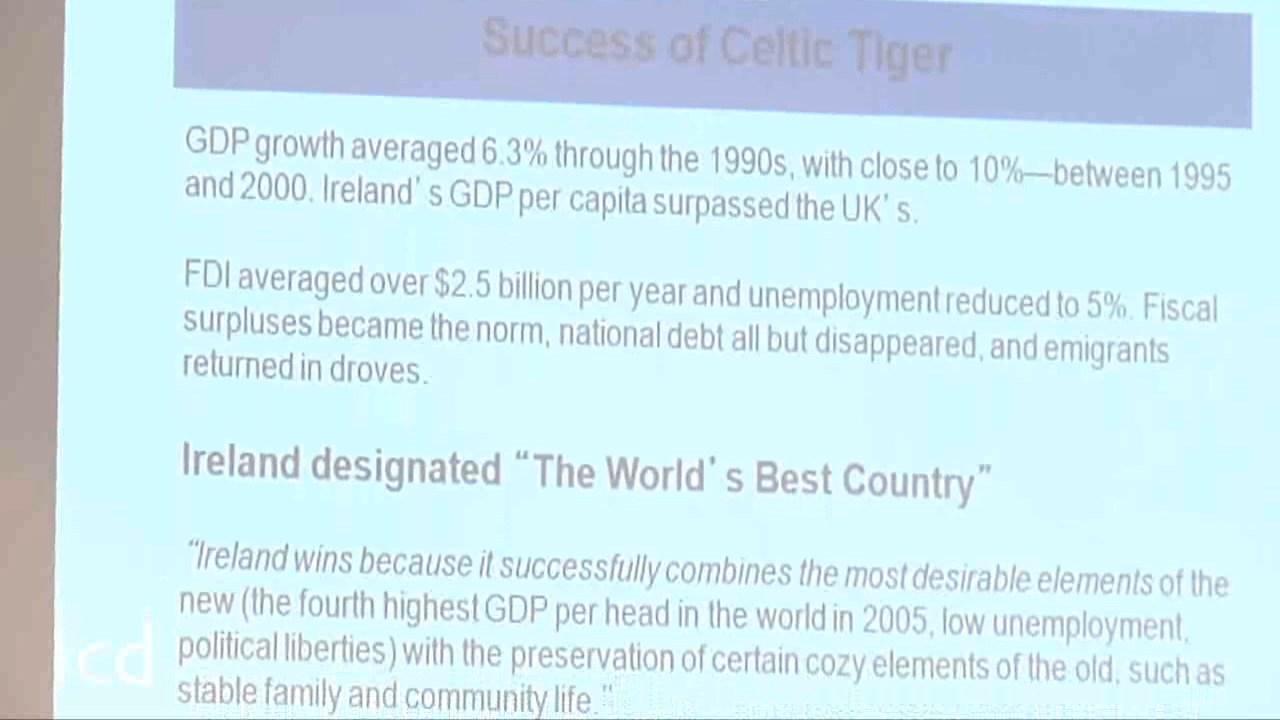 Success of Celtic Tiger
GDP growth averaged 6.3% through the 1990s, with close to 10%—between 1995
and 2000. Ireland’s GDP per capita surpassed the UK’s.
FDI averaged over $2.5 billion per year and unemployment reduced to 5%. Fiscal
surpluses became the norm, national debt all but disappeared, and emigrants
returned in droves.
Ireland designated “The World’s Best Country”
“Ireland wins because it successfully combines the most desirable elements of the
new (the fourth highest GDP per head in the world in 2005, low unemployment,
political liberties) with the preservation of certain cozy elements of the old, such as
stable family and community life.”
cd